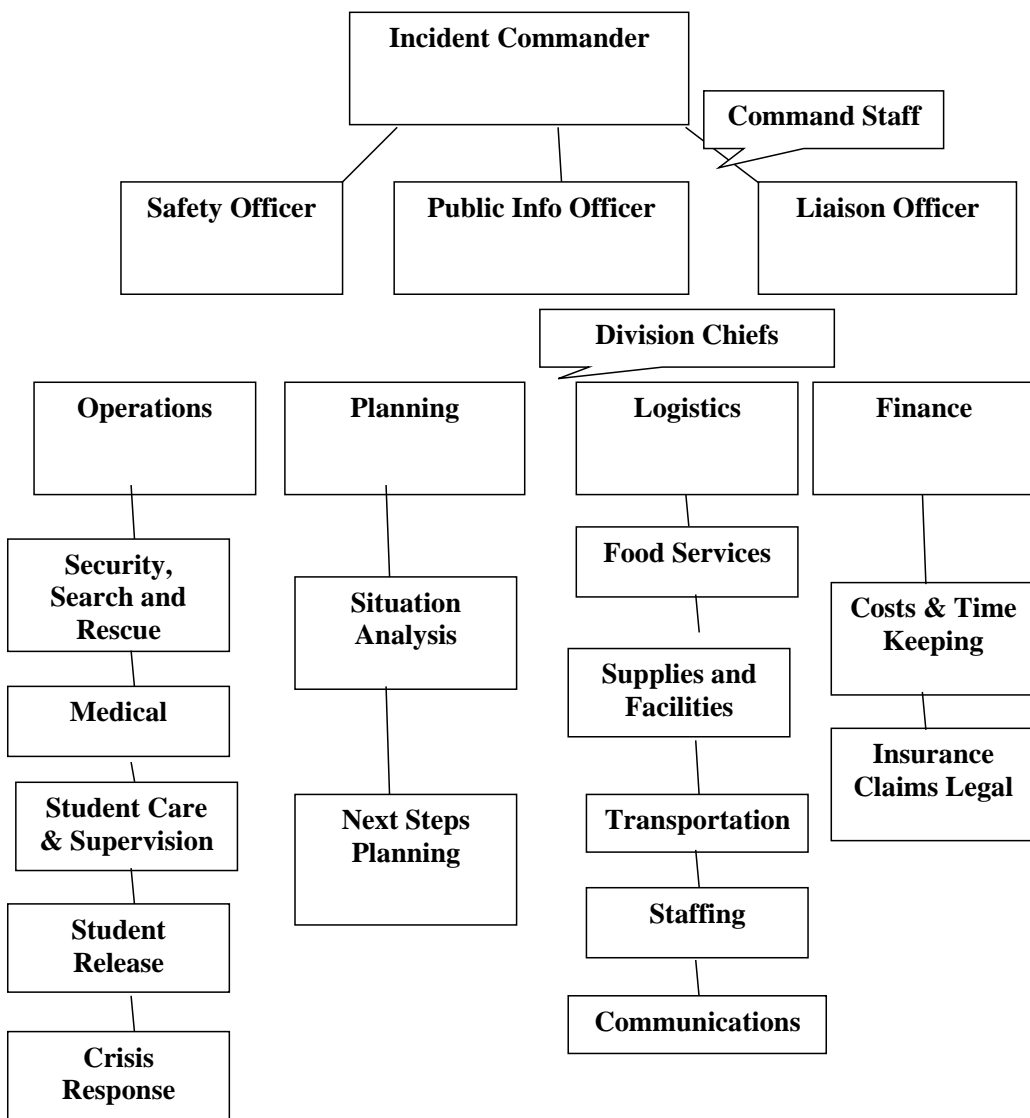 Incident Commander
Command Staff
Safety Officer
Public Info Officer
Liaison Officer
Division Chiefs
Operations
Planning
Logistics
Finance
Security,
Search and
Rescue
Medical
Student Care
& Supervision
Student
Release
Crisis
Response
Situation
Analysis
Next Steps
Planning
Food Services
Supplies and
Facilities
Transportation
Staffing
Communications
Costs & Time
Keeping
Insurance
Claims Legal